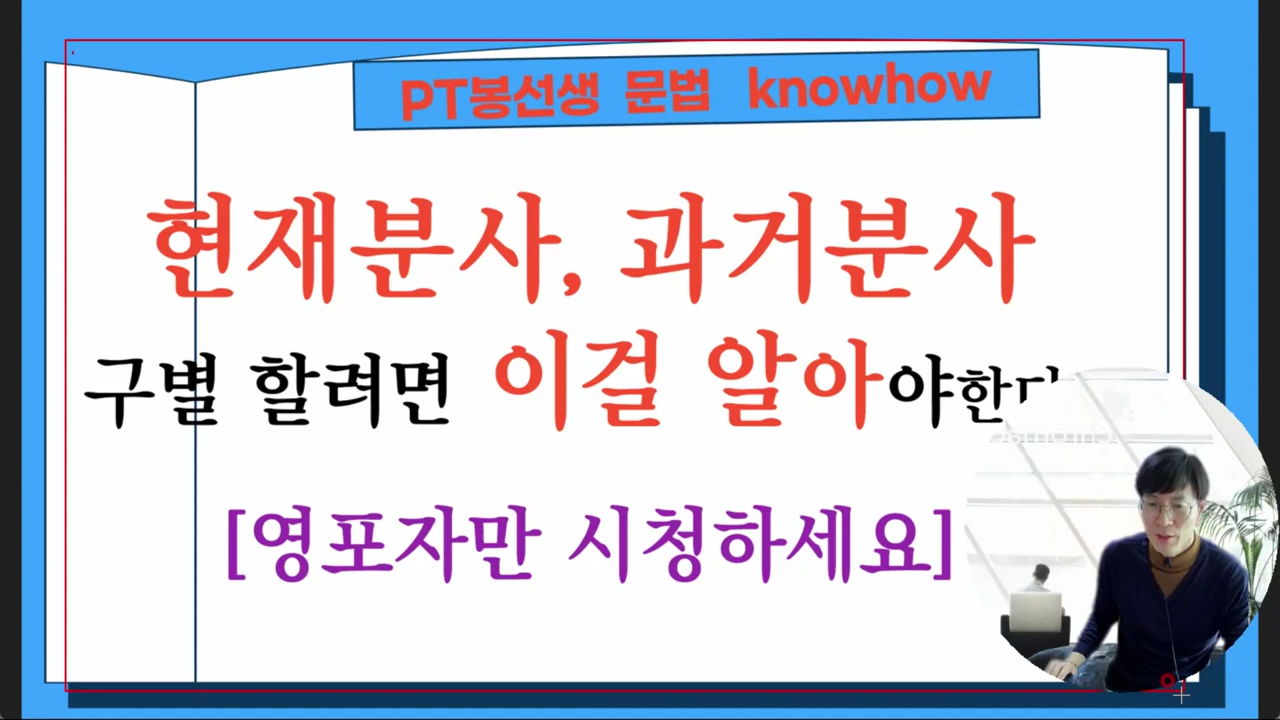 PT봉선생 문법 knowhow
현재분사, 과거분사
구별 할려면 이걸 알아야한다
[영포자만 시청하세요]